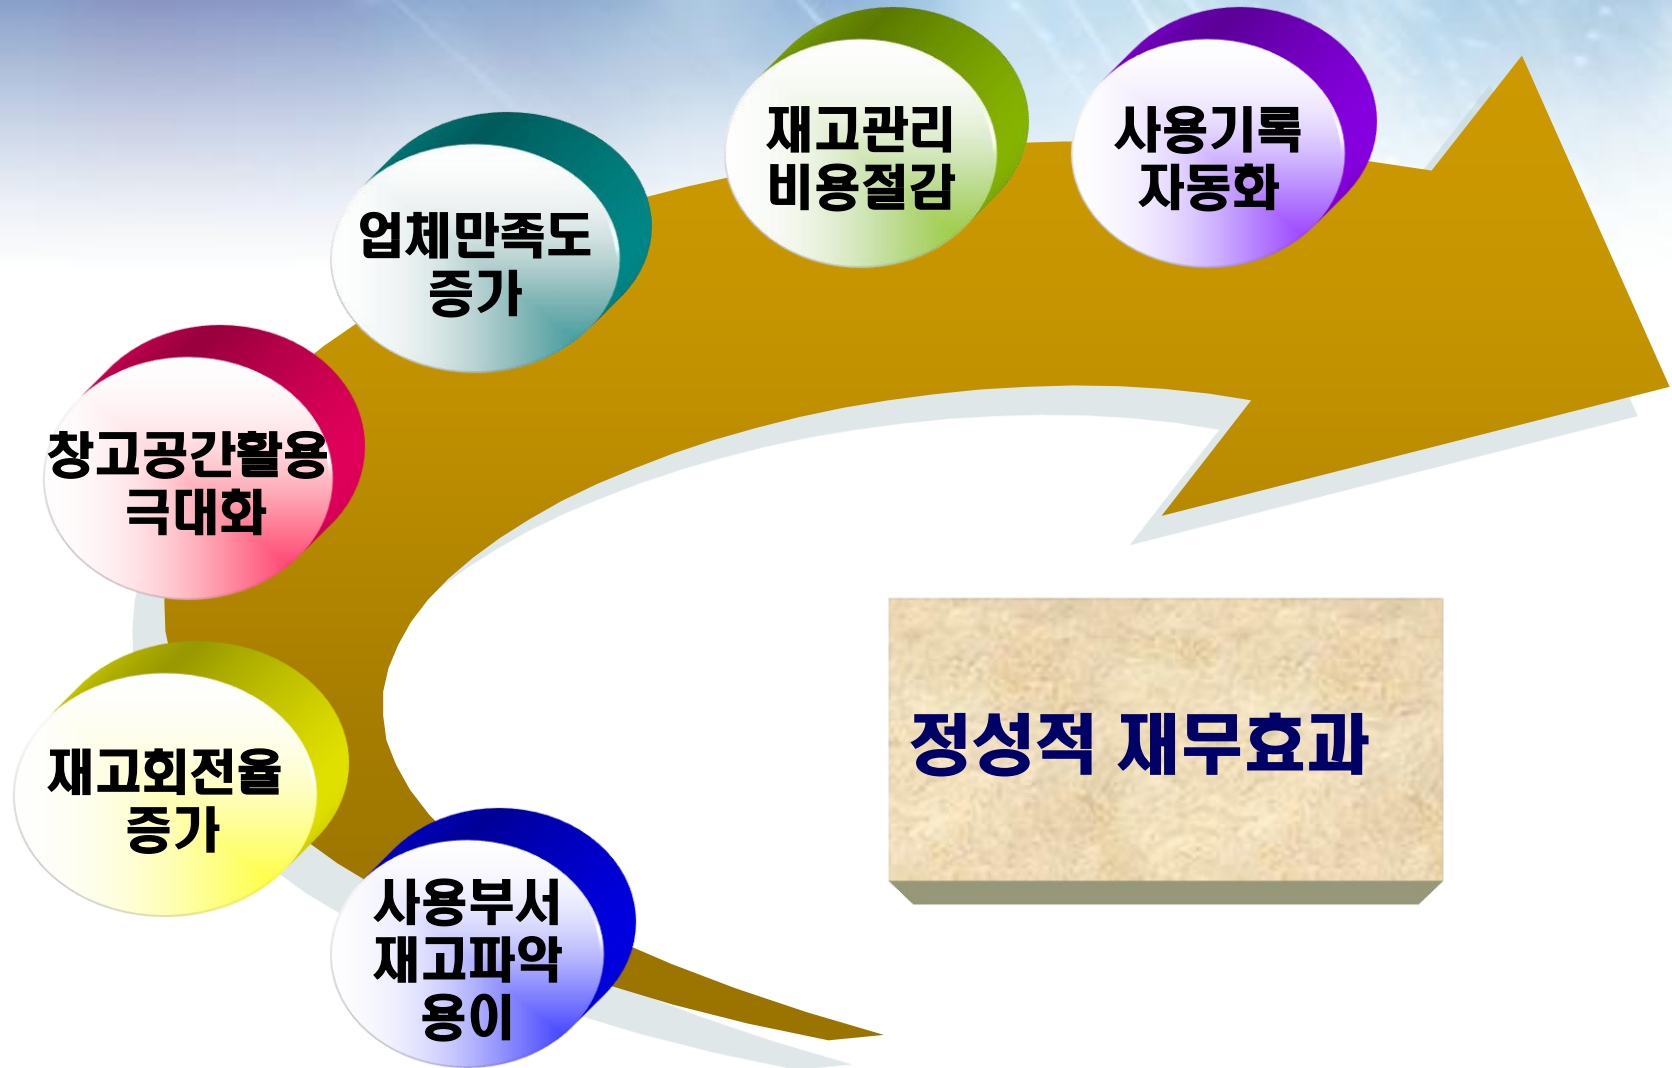 재고관리
비용절감
사용기록
자동화
업체만족도
증가
창고공간활용
극대화
재고회전율
증가
사용부서
재고파악
용이
정성적 재무효과